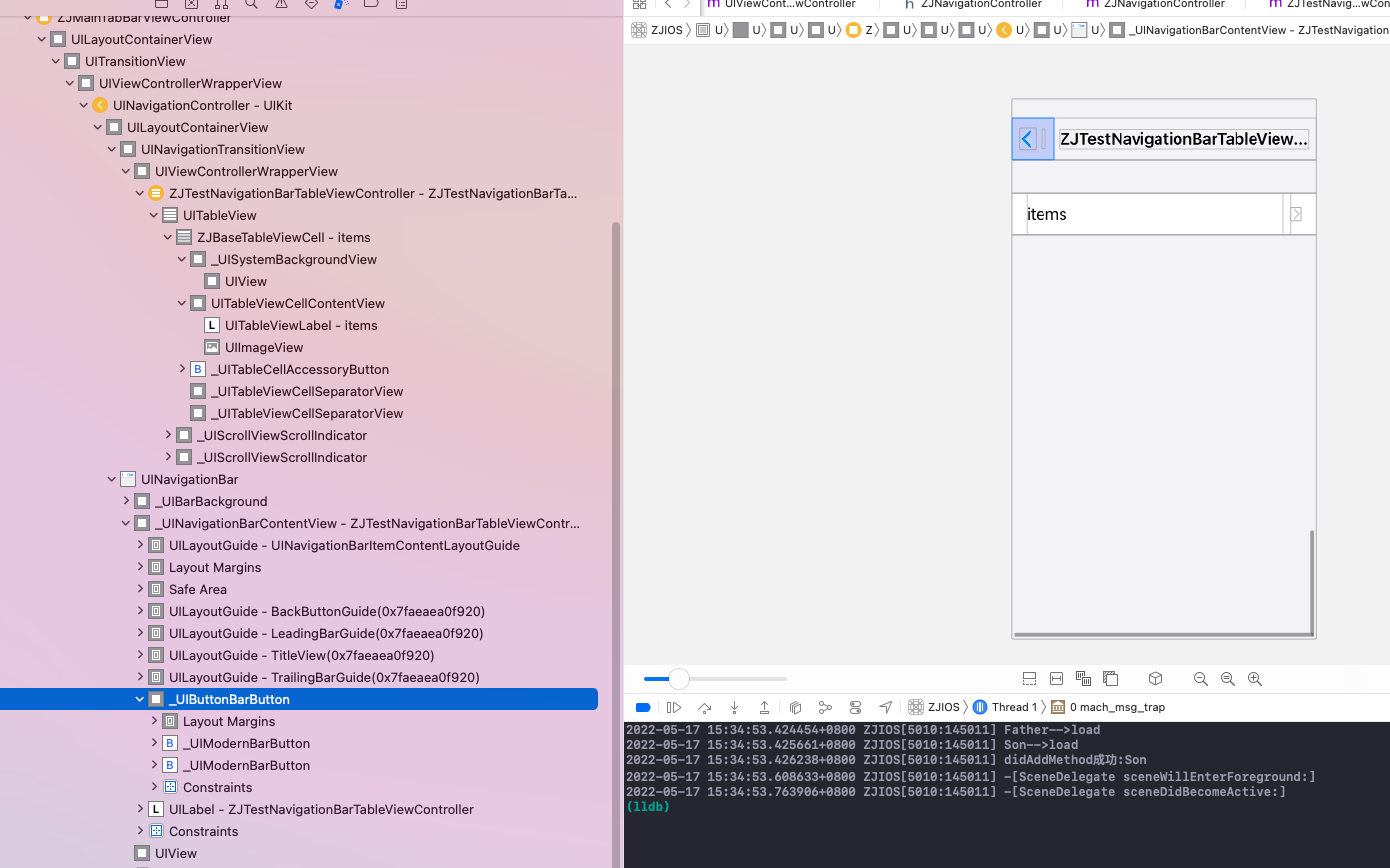 ZJMainTabBarViewController
UILayoutContainerView
UITransitionView
UIViewControllerWrapperView
UINavigationController - UIKit
UILayoutContainerView
UINavigationTransitionView
UIViewControllerWrapperView
ZJTestNavigationBarTableViewController - ZJTestNavigationBarTa...
UITableView
ZJBaseTableViewCell - items
_UISystemBackgroundView
UIView
UITableViewCellContentView
L UITableViewLabel - items
UIImageView
B _UITableCellAccessoryButton
_UITableViewCellSeparatorView
_UITableViewCellSeparatorView
_UIScrollViewScrollIndicator
_UIScrollViewScrollIndicator
UINavigationBar
_UIBarBackground
_UINavigationBarContentView - ZJTestNavigationBarTableViewContr...
UILayoutGuide - UINavigationBarItemContentLayoutGuide
Layout Margins
Safe Area
UILayoutGuide - BackButtonGuide(0x7faeaea0f920)
UILayoutGuide - LeadingBarGuide(0x7faeaea0f920)
UILayoutGuide - TitleView(0x7faeaea0f920)
UILayoutGuide - TrailingBarGuide(0x7faeaea0f920)
_UIButtonBarButton
Layout Margins
B _UIModernBarButton
B _UIModernBarButton
Constraints
L UILabel - ZJTestNavigationBarTableViewController
Constraints
UIView
m UIViewCont...wController h ZJNavigationController m ZJNavigationController m ZJTestNavig...wCon
ZJIOS U U U U Z U U U U U U _UINavigationBarContentView - ZJTestNavigation
ZJTestNavigationBarTableView...
items
ZJIOS Thread 1 0 mach_msg_trap
2022-05-17 15:34:53.424454+0800 ZJIOS[5010:145011] Father-->load
2022-05-17 15:34:53.425661+0800 ZJIOS[5010:145011] Son-->load
2022-05-17 15:34:53.426238+0800 ZJIOS[5010:145011] didAddMethod成功:Son
2022-05-17 15:34:53.608633+0800 ZJIOS[5010:145011] -[SceneDelegate sceneWillEnterForeground:]
2022-05-17 15:34:53.763906+0800 ZJIOS[5010:145011] -[SceneDelegate sceneDidBecomeActive:]
(lldb)